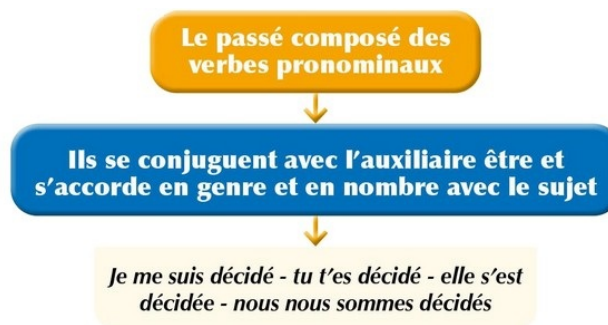 Le passé composé des
verbes pronominaux
Ils se conjuguent avec l'auxiliaire être et
s'accorde en genre et en nombre avec le sujet
Je me suis décidé - tu t'es décidé - elle s'est
décidée - nous nous sommes décidés